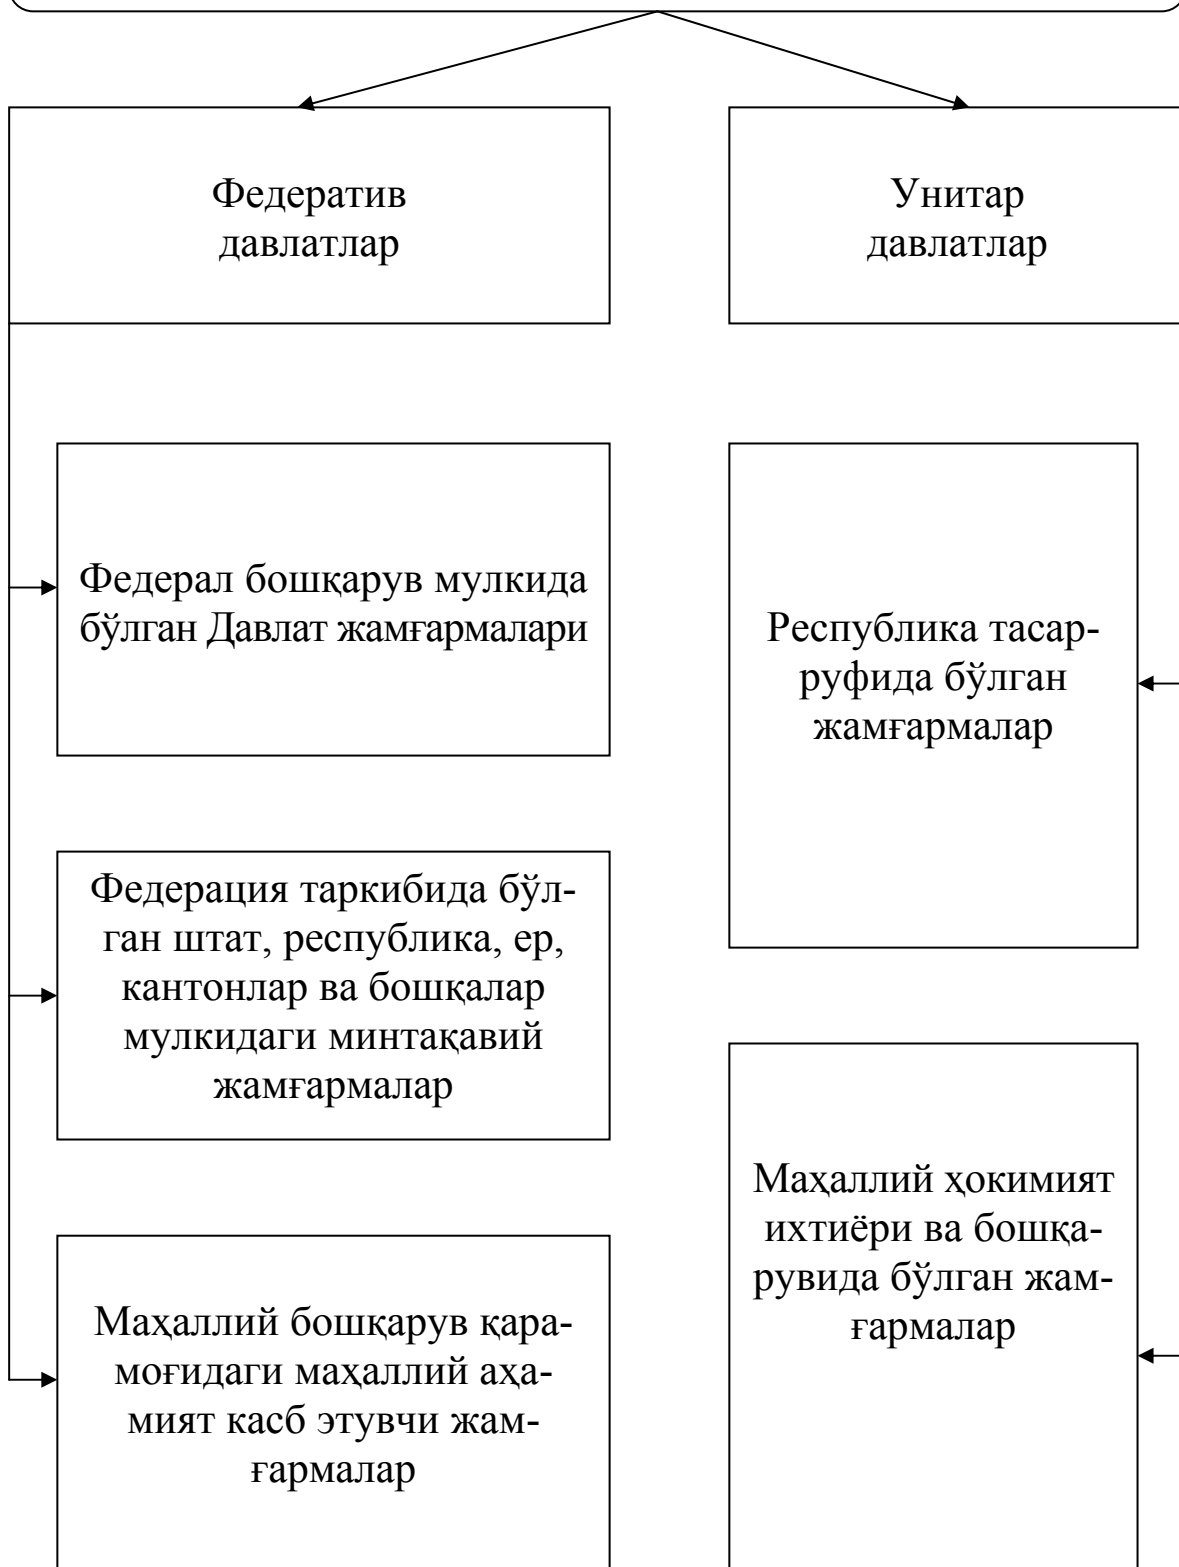 Федератив
давлатлар
Унитар
давлатлар
Федерал бошқарув мулкида
бўлган Давлат жамғармалари
Республика тасар-
руфида бўлган
жамғармалар
Федерация таркибида бўл-
ган штат, республика, ер,
кантонлар ва бошқалар
мулкидаги минтақавий
жамғармалар
Маҳаллий ҳокимият
ихтиёри ва бошқа-
рувида бўлган жам-
ғармалар
Маҳаллий бошқарув қара-
моғидаги маҳаллий аҳа-
мият касб этувчи жам-
ғармалар